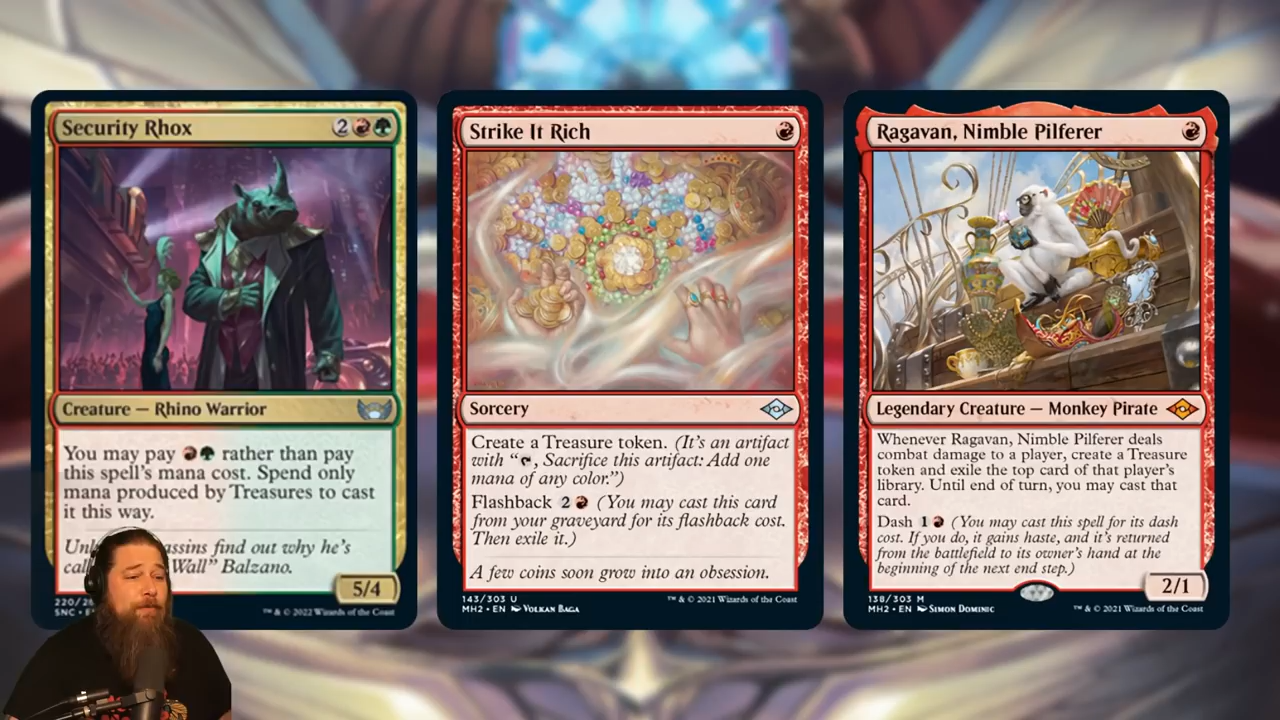 Security Rhox 2
Creature — Rhino Warrior
You may pay rather than pay
this spell's mana cost. Spend only
mana produced by Treasures to cast
it this way.
find out why he's
Wall" Balzano.
5/4
220/
SNC • E
™ & © 2022 Wizards of the Coast
Strike It Rich
Sorcery
Create a Treasure token. (It's an artifact
with “ , Sacrifice this artifact: Add one
mana of any color.”)
Flashback 2 (You may cast this card
from your graveyard for its flashback cost.
Then exile it.)
A few coins soon grow into an obsession.
143/303 U
MH2 • EN Volkan Baga
™ & © 2021 Wizards of the Coast
Ragavan, Nimble Pilferer
Legendary Creature — Monkey Pirate
Whenever Ragavan, Nimble Pilferer deals
combat damage to a player, create a Treasure
token and exile the top card of that player's
library. Until end of turn, you may cast that
card.
Dash 1 (You may cast this spell for its dash
cost. If you do, it gains haste, and it's returned
from the battlefield to its owner's hand at the
beginning of the next end step.)
2/1
138/303 M
MH2 • EN Simon Dominic
™ & © 2021 Wizards of the Coast